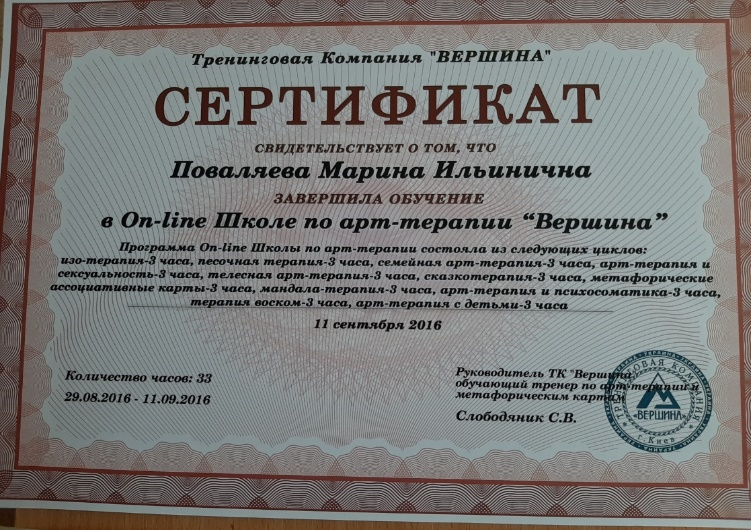 Тренинговая Компания "ВЕРШИНА"
СЕРТИФИКАТ
СВИДЕТЕЛЬСТВУЕТ О ТОМ, ЧТО
Поваляева Марина Ильинична
ЗАВЕРШИЛА ОБУЧЕНИЕ
в On-line Школе по арт-терапии “Вершина”
Программа On-line Школы по арт-терапии состояла из следующих циклов:
изо-терапия-3 часа, песочная терапия-3 часа, семейная арт-терапия-3 часа, арт-терапия и
сексуальность-3 часа, телесная арт-терапия-3 часа, сказкотерапия-3 часа, метафорические
ассоциативные карты-3 часа, мандала-терапия-3 часа, арт-терапия и психосоматика-3 часа,
терапия воском-3 часа, арт-терапия с детьми-3 часа
11 сентября 2016
Количество часов: 33
29.08.2016 - 11.09.2016
Руководитель ТК "Вершина"
обучающий тренер по арт-терапии и
метафорическим картам
Слободяник С.В.
ТРЕНИНГОВАЯ КОМПАНИЯ
ВЕРШИНА
г. Киев